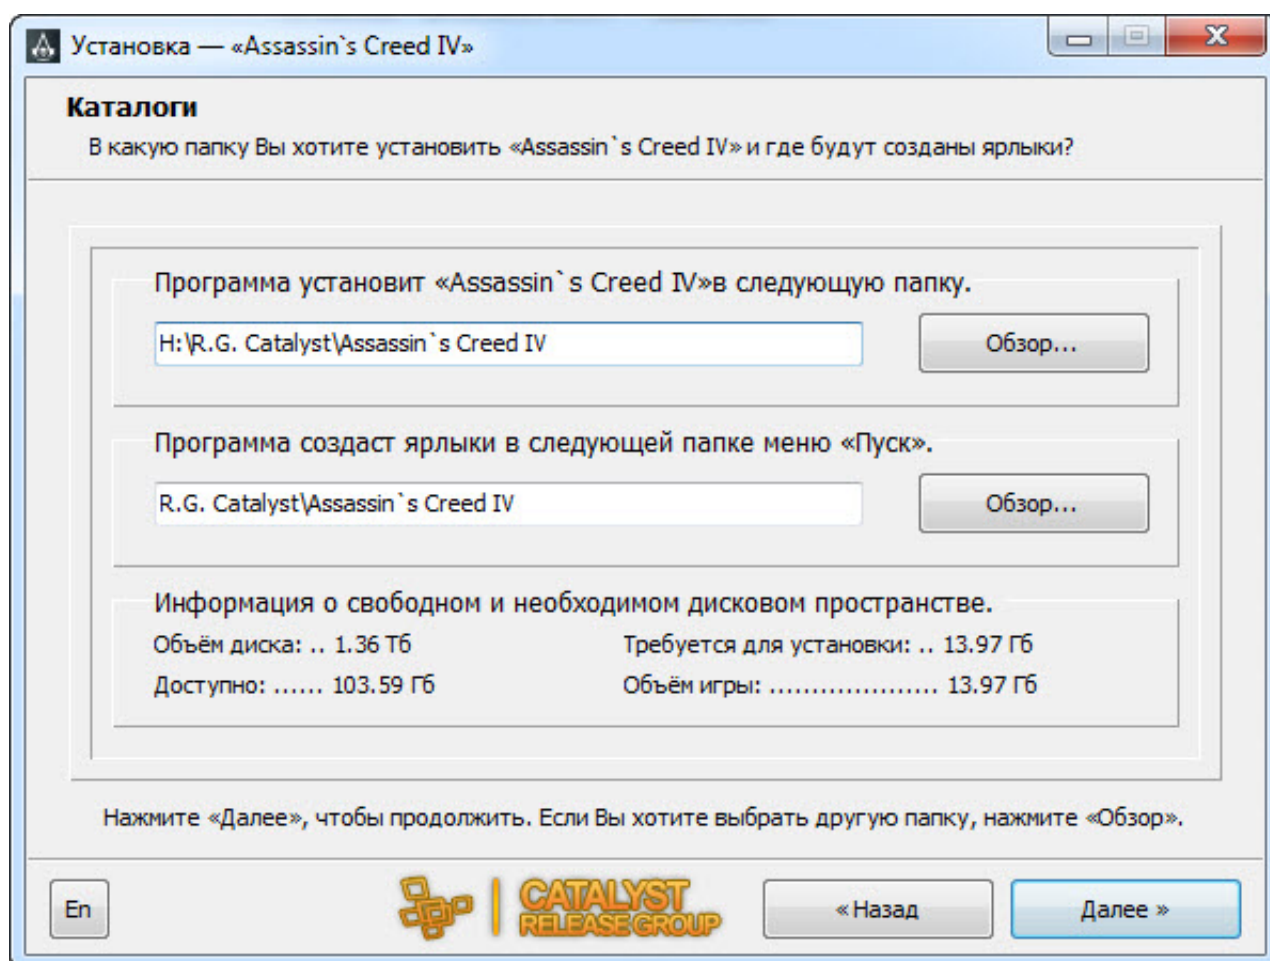 Установка — «Assassin`s Creed IV»
Каталоги
В какую папку Вы хотите установить «Assassin`s Creed IV» и где будут созданы ярлыки?
Программа установит «Assassin`s Creed IV»в следующую папку.
H:\R.G. Catalyst\Assassin`s Creed IV
Обзор...
Программа создаст ярлыки в следующей папке меню «Пуск».
R.G. Catalyst\Assassin`s Creed IV
Обзор...
Информация о свободном и необходимом дисковом пространстве.
Объём диска: .. 1.36 Тб
Требуется для установки: .. 13.97 Гб
Доступно: ...... 103.59 Гб
Объём игры: .................... 13.97 Гб
Нажмите «Далее», чтобы продолжить. Если Вы хотите выбрать другую папку, нажмите «Обзор».
En
CATALYST
RELEASE GROUP
« Назад
Далее »